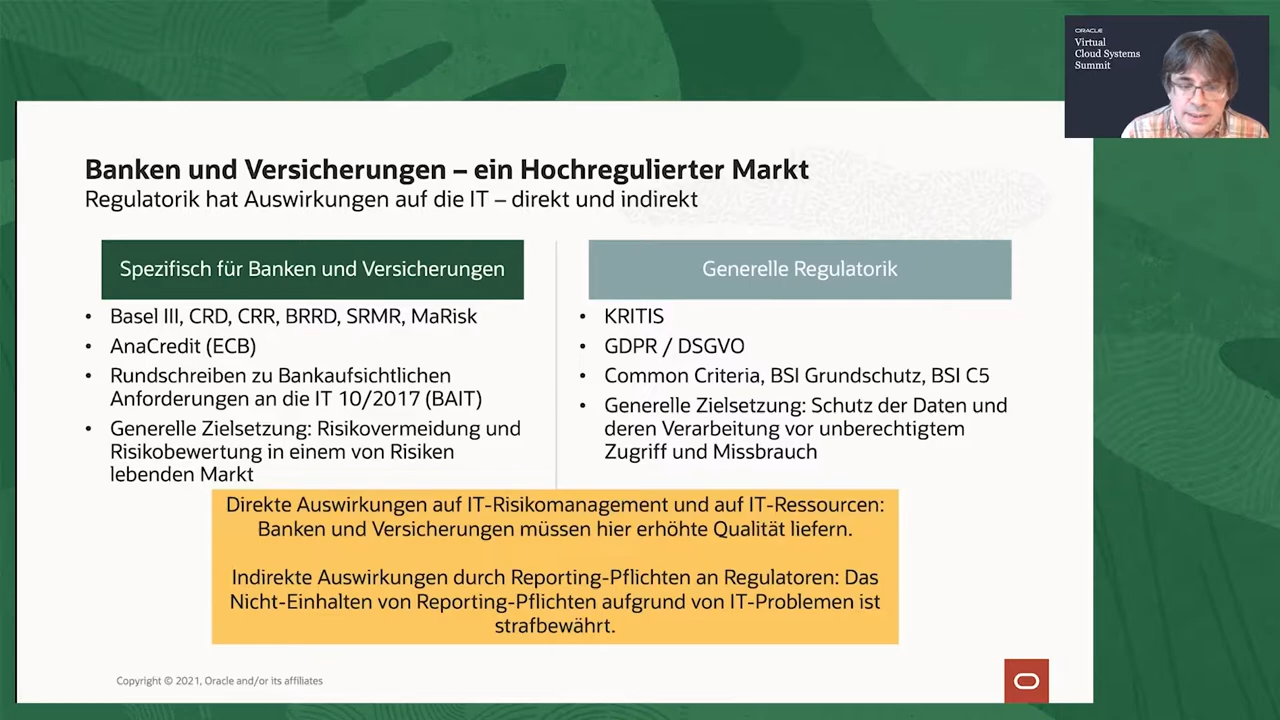 ORACLE
Virtual
Cloud Systems
Summit
Banken und Versicherungen – ein Hochregulierter Markt
Regulatorik hat Auswirkungen auf die IT – direkt und indirekt
Spezifisch für Banken und Versicherungen
• Basel III, CRD, CRR, BRRD, SRMR, MaRisk
• AnaCredit (ECB)
• Rundschreiben zu Bankaufsichtlichen
Anforderungen an die IT 10/2017 (BAIT)
• Generelle Zielsetzung: Risikovermeidung und
Risikobewertung in einem von Risiken
lebenden Markt
Generelle Regulatorik
• KRITIS
• GDPR / DSGVO
• Common Criteria, BSI Grundschutz, BSI C5
• Generelle Zielsetzung: Schutz der Daten und
deren Verarbeitung vor unberechtigtem
Zugriff und Missbrauch
Direkte Auswirkungen auf IT-Risikomanagement und auf IT-Ressourcen:
Banken und Versicherungen müssen hier erhöhte Qualität liefern.
Indirekte Auswirkungen durch Reporting-Pflichten an Regulatoren: Das
Nicht-Einhalten von Reporting-Pflichten aufgrund von IT-Problemen ist
strafbewährt.
Copyright © 2021, Oracle and/or its affiliates